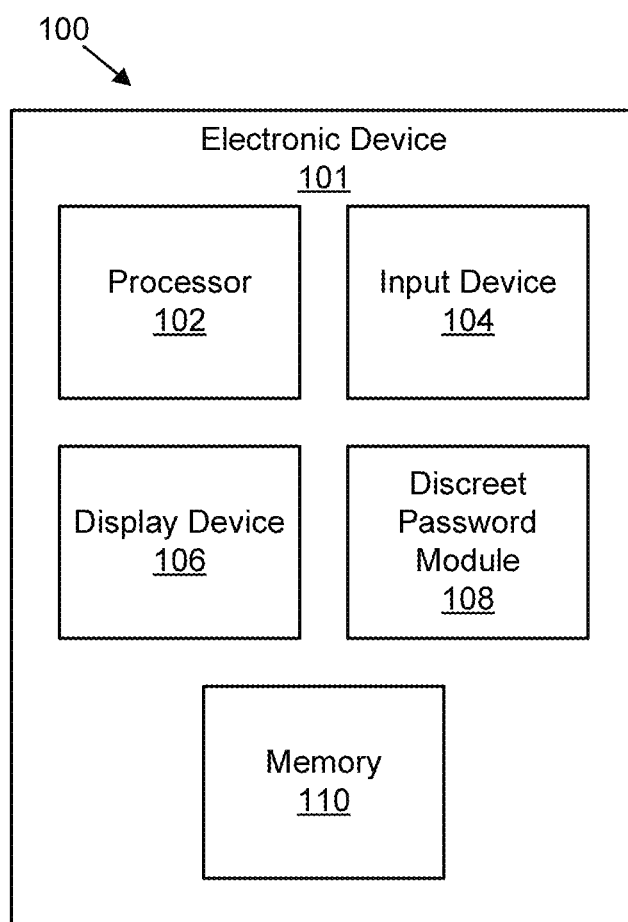 100
Electronic Device
101
Processor
102
Input Device
104
Display Device
106
Discreet
Password
Module
108
Memory
110